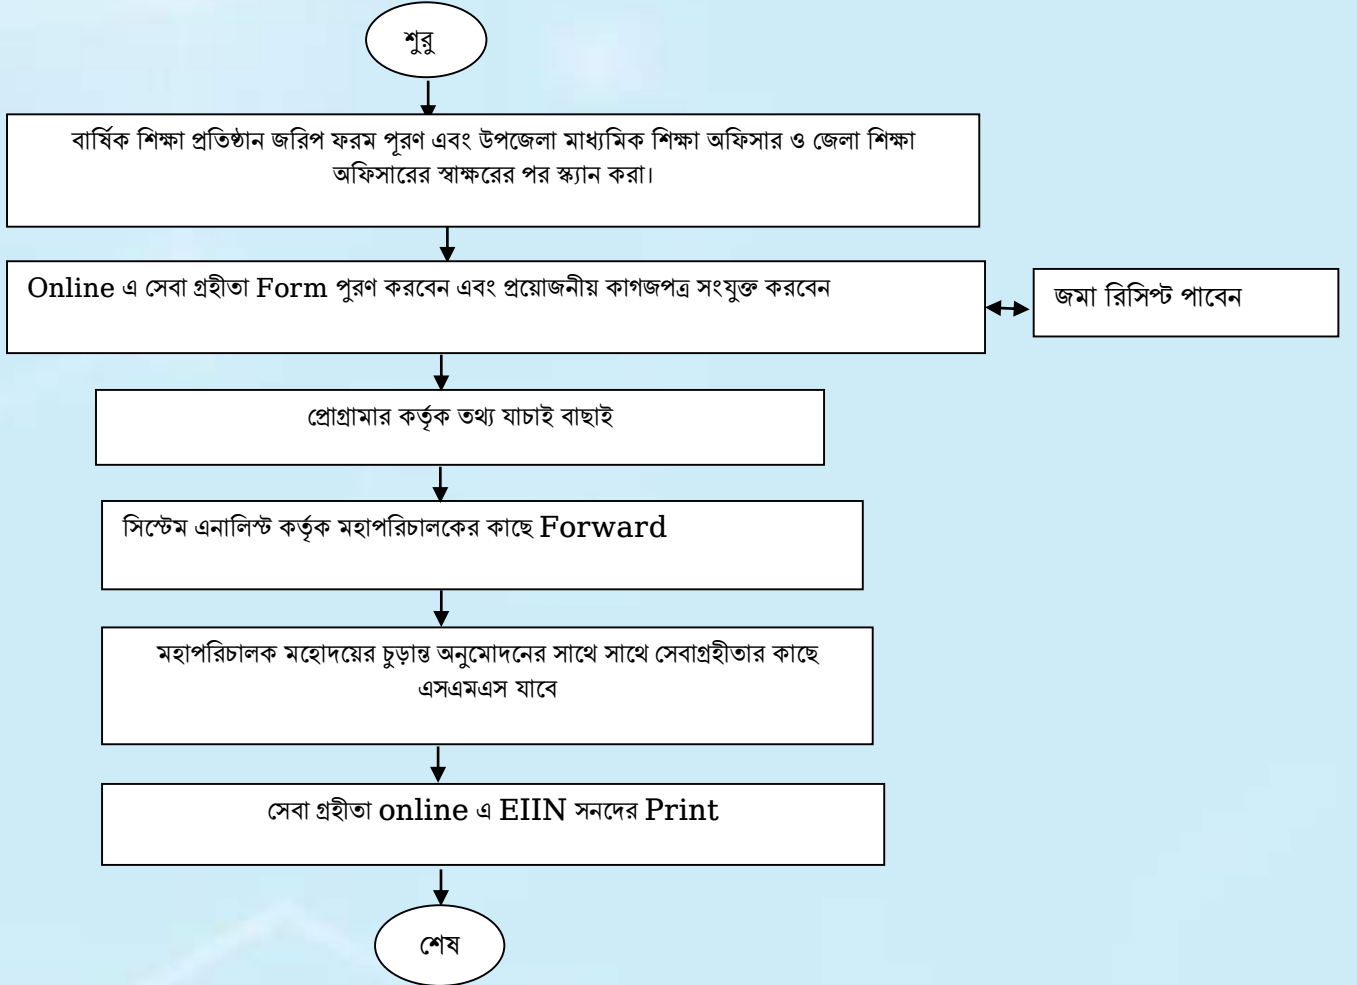 শুরু
বার্ষিক শিক্ষা প্রতিষ্ঠান জরিপ ফরম পূরণ এবং উপজেলা মাধ্যমিক শিক্ষা অফিসার ও জেলা শিক্ষা
অফিসারের স্বাক্ষরের পর স্ক্যান করা।
Online এ সেবা গ্রহীতা Form পুরণ করবেন এবং প্রয়োজনীয় কাগজপত্র সংযুক্ত করবেন
জমা রিসিপ্ট পাবেন
প্রোগ্রামার কর্তৃক তথ্য যাচাই বাছাই
সিস্টেম এনালিস্ট কর্তৃক মহাপরিচালকের কাছে Forward
মহাপরিচালক মহোদয়ের চুড়ান্ত অনুমোদনের সাথে সাথে সেবাগ্রহীতার কাছে
এসএমএস যাবে
সেবা গ্রহীতা online এ EIIN সনদের Print
শেষ